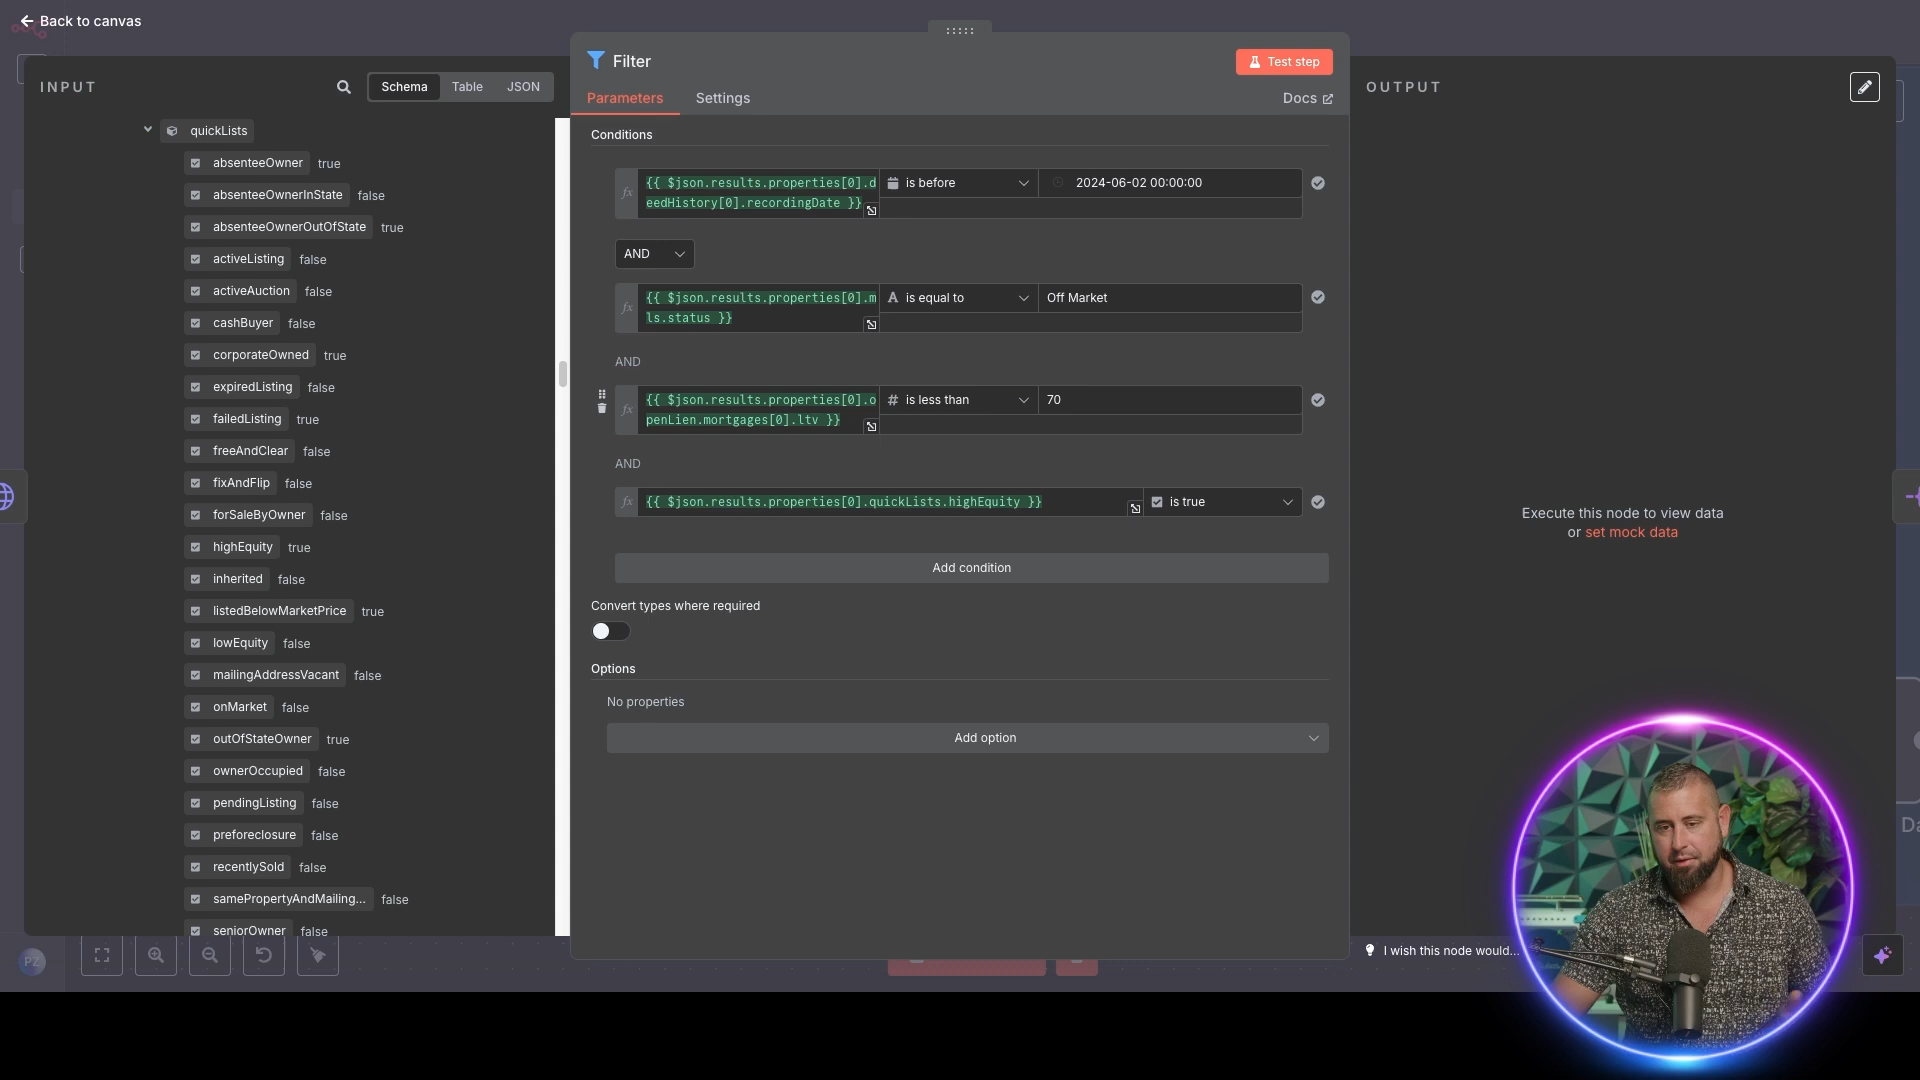 Back to canvas
INPUT
Schema
Table
JSON
quickLists
absenteeOwner true
absenteeOwnerInState false
absenteeOwnerOutOfState true
activeListing false
activeAuction false
cashBuyer false
corporateOwned true
expiredListing false
failedListing true
freeAndClear false
fixAndFlip false
forSaleByOwner false
highEquity true
inherited false
listedBelowMarketPrice true
lowEquity false
mailingAddressVacant false
onMarket false
outOfStateOwner true
ownerOccupied false
pendingListing false
preforeclosure false
recentlySold false
samePropertyAndMailing... false
seniorOwner false
PZ
Filter
Test step
Parameters
Settings
Docs
Conditions
fx
{{ $json.results.properties[0].d
eedHistory[0].recordingDate }}
is before
2024-06-02 00:00:00
AND
fx
{{ $json.results.properties[0].m
ls.status }}
is equal to
Off Market
AND
fx
{{ $json.results.properties[0].o
penLien.mortgages[0].ltv }}
# is less than
70
AND
fx
{{ $json.results.properties[0].quickLists.highEquity }}
is true
Add condition
Convert types where required
Options
No properties
Add option
OUTPUT
Execute this node to view data
or set mock data
I wish this node would...